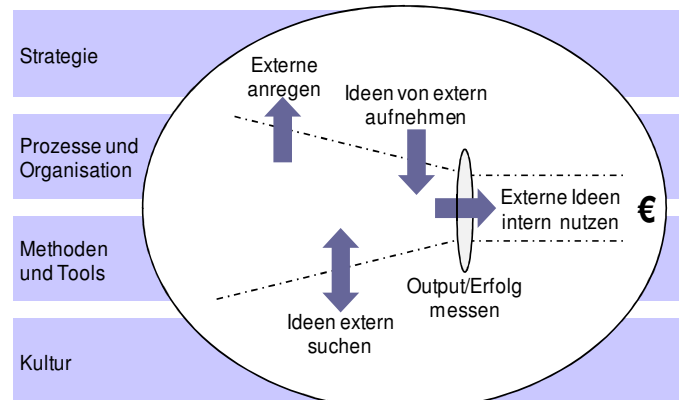 Strategie
Externe
anregen
Ideen von extern
aufnehmen
Prozesse und
Organisation
Externe Ideen
intern nutzen
€
Methoden
und Tools
Output/Erfolg
messen
Ideen extern
suchen
Kultur